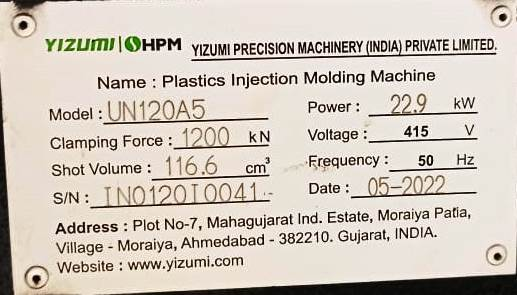 YIZUMI | HPM YIZUMI PRECISION MACHINERY (INDIA) PRIVATE LIMITED.
Name : Plastics Injection Molding Machine
Model : UN120A5 Power : 22.9 kW
Clamping Force : 1200 kN Voltage : 415 V
Shot Volume : 116.6 cm³ Frequency : 50 Hz
S/N : IN0120I0041 Date : 05-2022
Address : Plot No-7, Mahagujarat Ind. Estate, Moraiya Patia,
Village - Moraiya, Ahmedabad - 382210. Gujarat, INDIA.
Website : www.yizumi.com